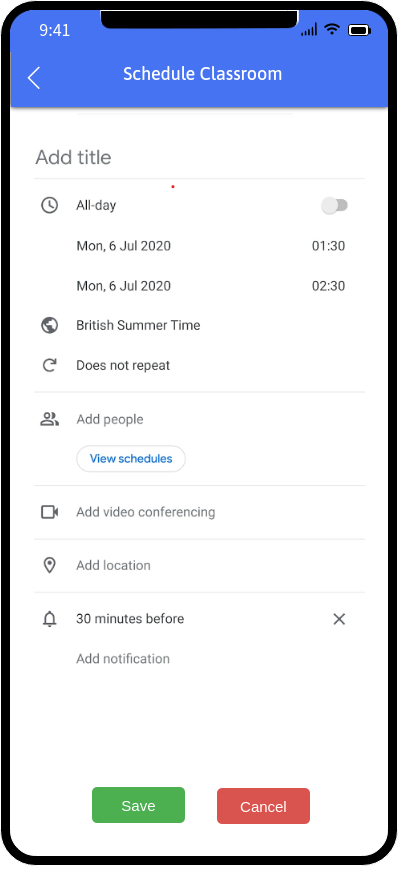 9:41
Schedule Classroom
Add title
All-day
Mon, 6 Jul 2020 01:30
Mon, 6 Jul 2020 02:30
British Summer Time
Does not repeat
Add people
View schedules
Add video conferencing
Add location
30 minutes before
Add notification
Save Cancel